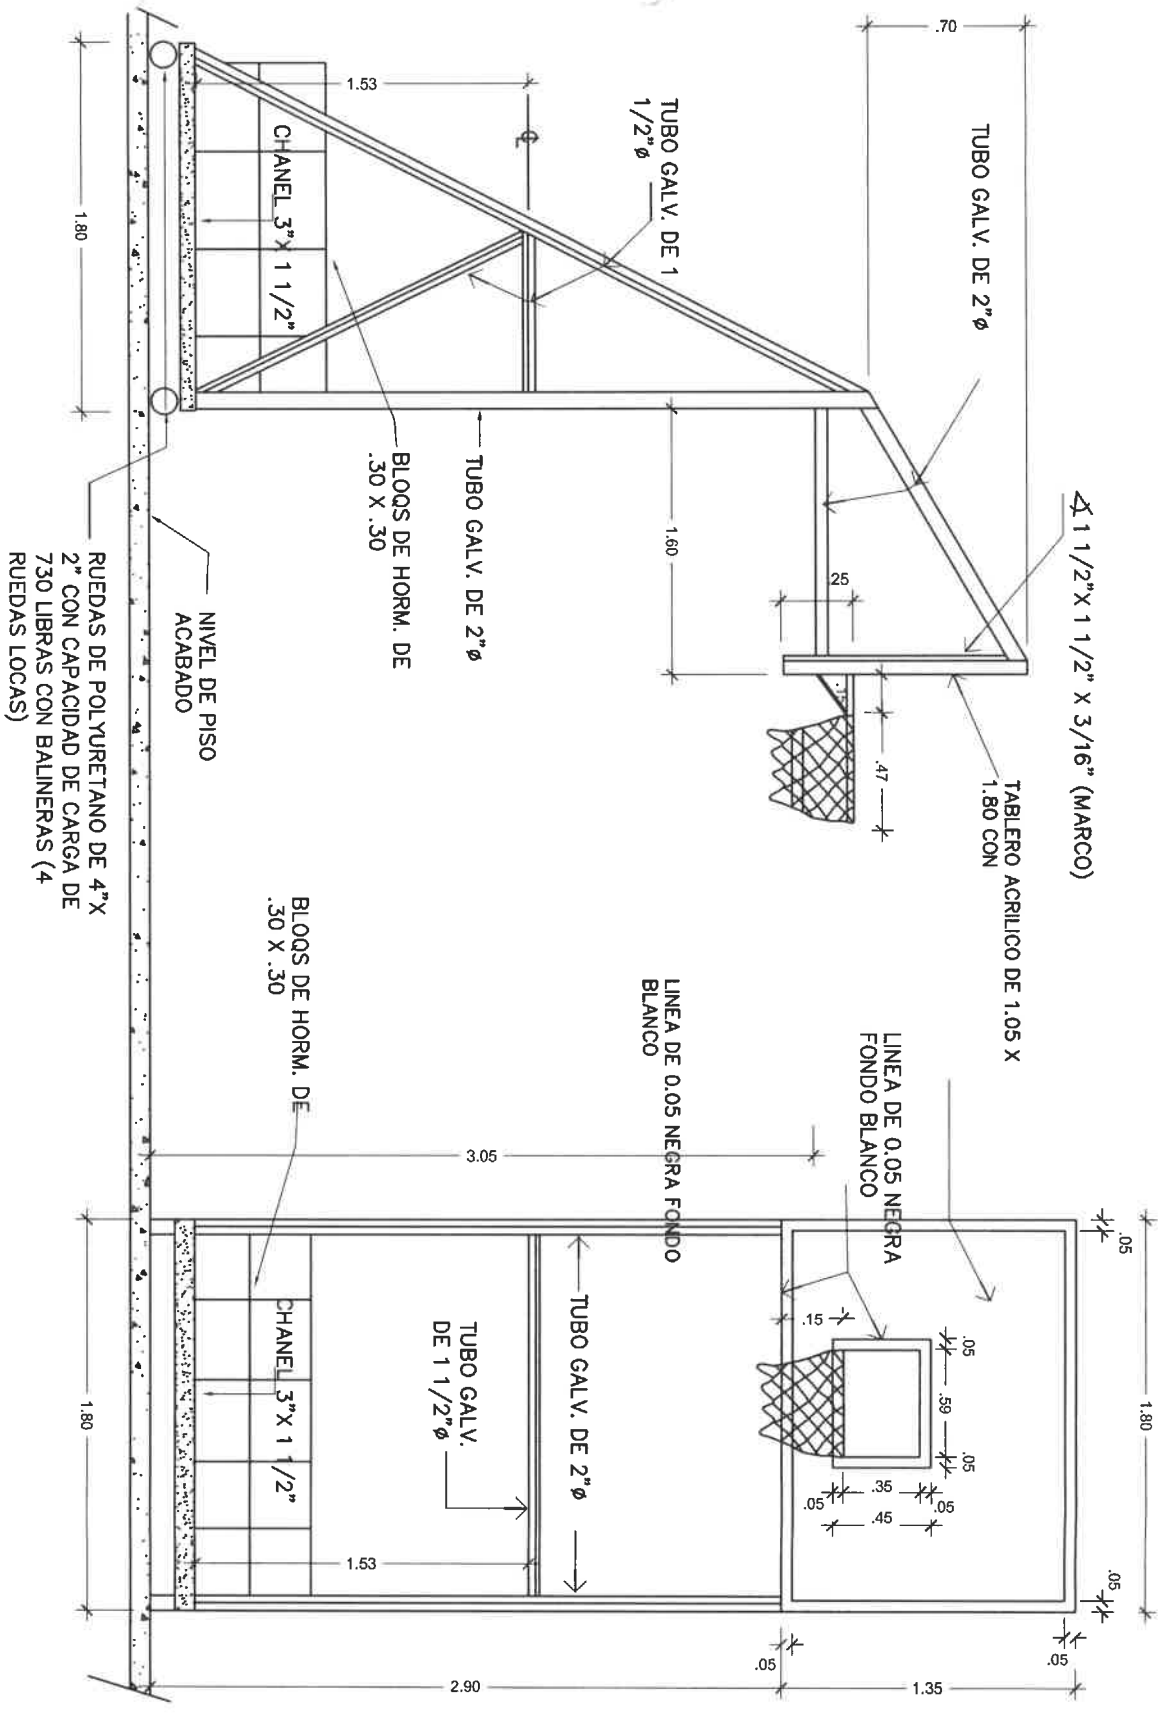 .70
TUBO GALV. DE 2"ø
∡ 1 1/2"X 1 1/2" X 3/16" (MARCO)
TABLERO ACRILICO DE 1.05 X
1.80 CON
TUBO GALV. DE 1
1/2"ø
1.53
℄
CHANEL 3"X 1 1/2"
1.80
1.60
.25
.15
.47
TUBO GALV. DE 2"ø
BLOQS DE HORM. DE
.30 X .30
NIVEL DE PISO
ACABADO
RUEDAS DE POLYURETANO DE 4"X
2" CON CAPACIDAD DE CARGA DE
730 LIBRAS CON BALINERAS (4
RUEDAS LOCAS)
LINEA DE 0.05 NEGRA
FONDO BLANCO
LINEA DE 0.05 NEGRA FONDO
BLANCO
BLOQS DE HORM. DE
.30 X .30
3.05
1.80
.05
.05
.05
.59
.05
.15
.05
.35
.05
.45
.05
.05
TUBO GALV. DE 2"ø
TUBO GALV.
DE 1 1/2"ø
CHANEL 3"X 1 1/2"
1.53
1.80
2.90
1.35